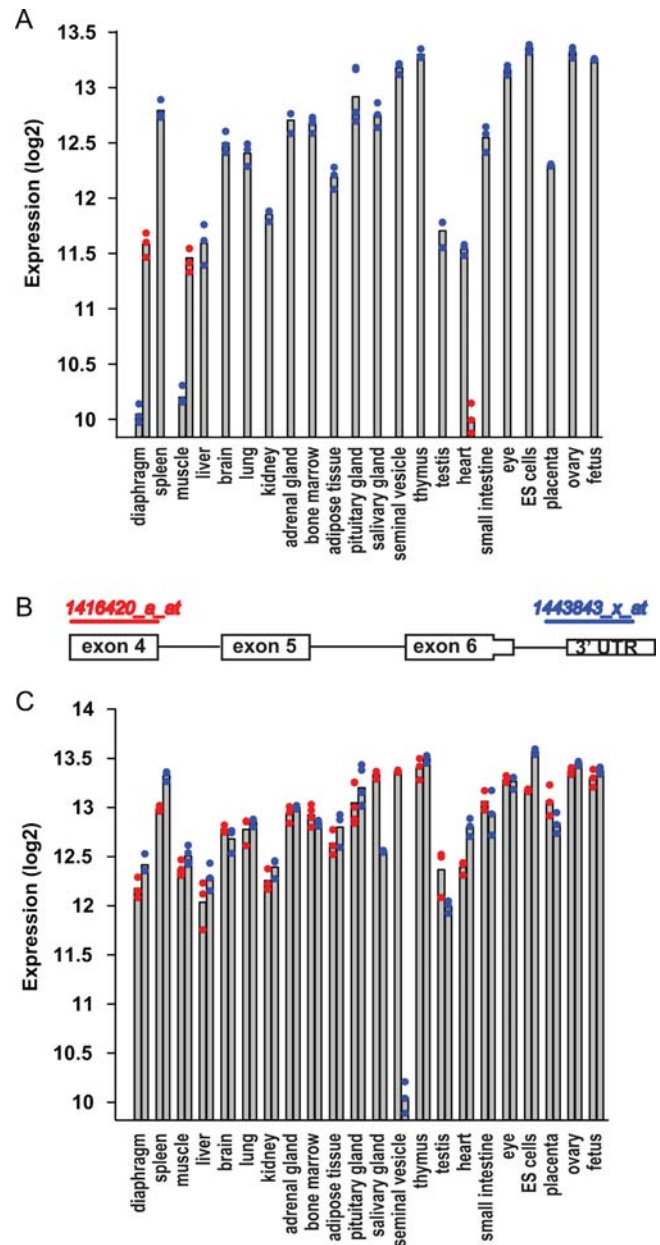 A
Expression (log2)
13.5
13
12.5
12
11.5
11
10.5
10
diaphragm
spleen
muscle
liver
brain
lung
kidney
adrenal gland
bone marrow
adipose tissue
pituitary gland
salivary gland
seminal vesicle
thymus
testis
heart
small intestine
eye
ES cells
placenta
ovary
fetus
B
1416420_a_at 1443843_x_at
exon 4 exon 5 exon 6 3' UTR
C
Expression (log2)
14
13.5
13
12.5
12
11.5
11
10.5
10
diaphragm
spleen
muscle
liver
brain
lung
kidney
adrenal gland
bone marrow
adipose tissue
pituitary gland
salivary gland
seminal vesicle
thymus
testis
heart
small intestine
eye
ES cells
placenta
ovary
fetus